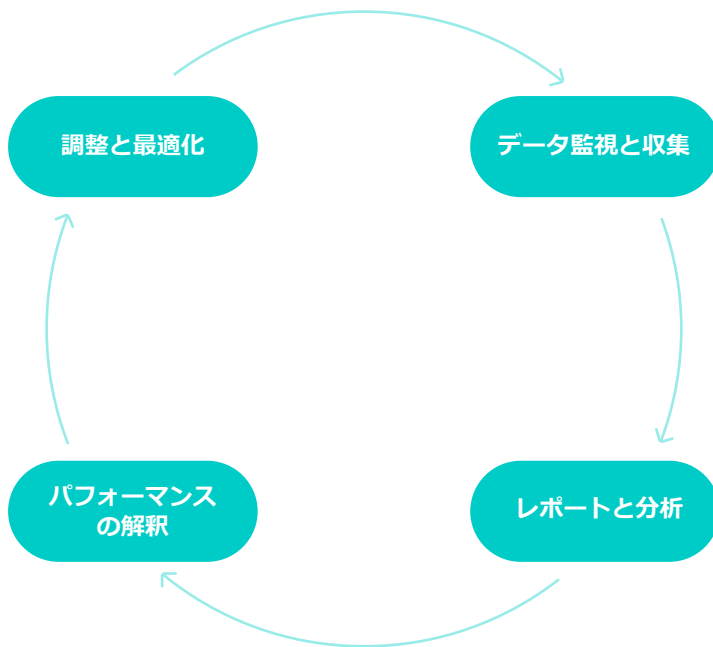 調整と最適化
データ監視と収集
パフォーマンス
の解釈
レポートと分析